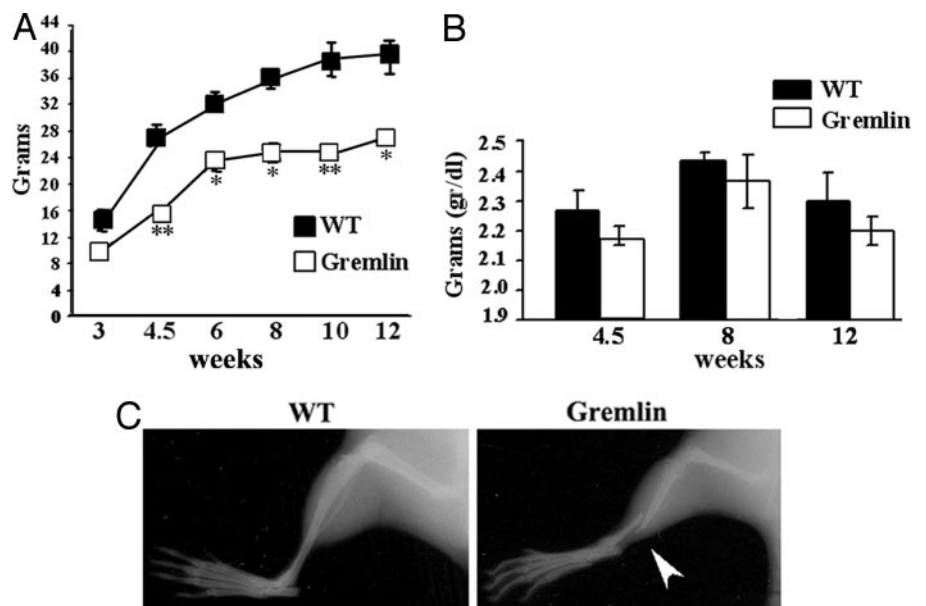 A
Grams
44
40
36
32
28
24
20
16
12
8
4
0
**
*
*
**
*
WT
Gremlin
3 4.5 6 8 10 12
weeks
B
WT
Gremlin
Grams (gr/dl)
2.5
2.4
2.3
2.2
2.1
2.0
1.9
4.5 8 12
weeks
C
WT Gremlin